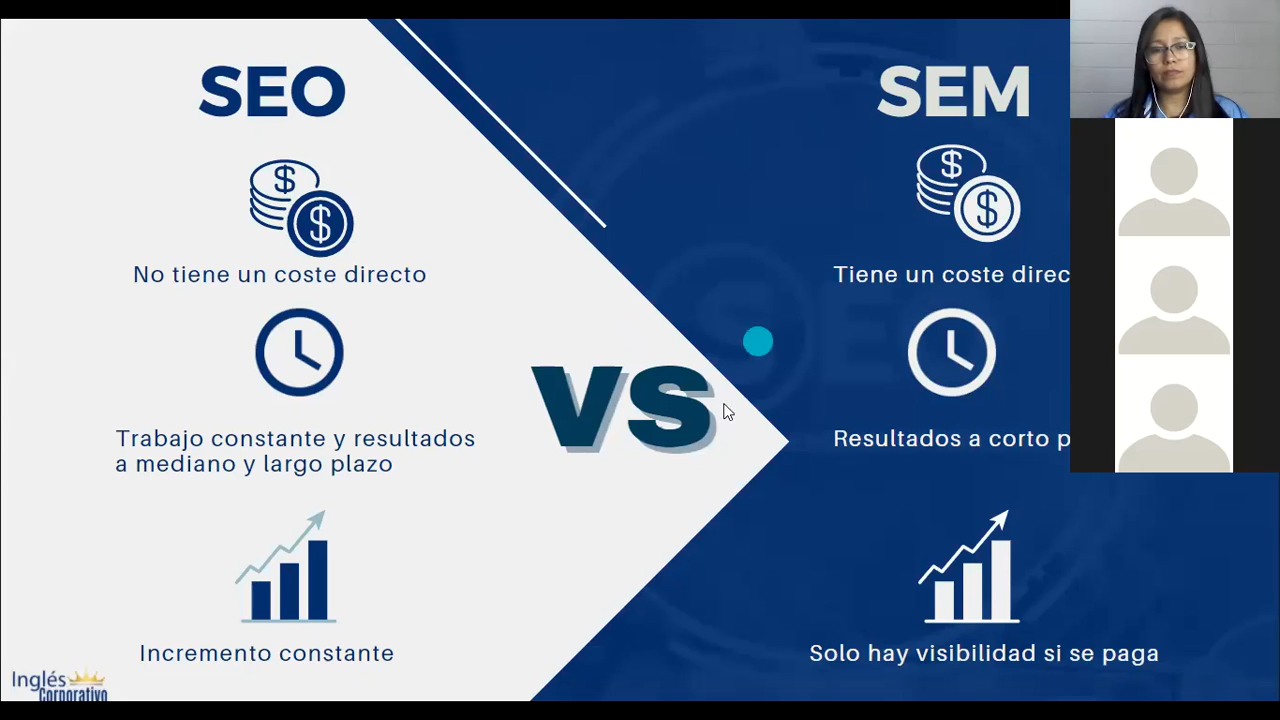 SEO
SEM
No tiene un coste directo
Tiene un coste direc
VS
Trabajo constante y resultados
a mediano y largo plazo
Resultados a corto p
Incremento constante
Solo hay visibilidad si se paga
Inglés
Corporativo